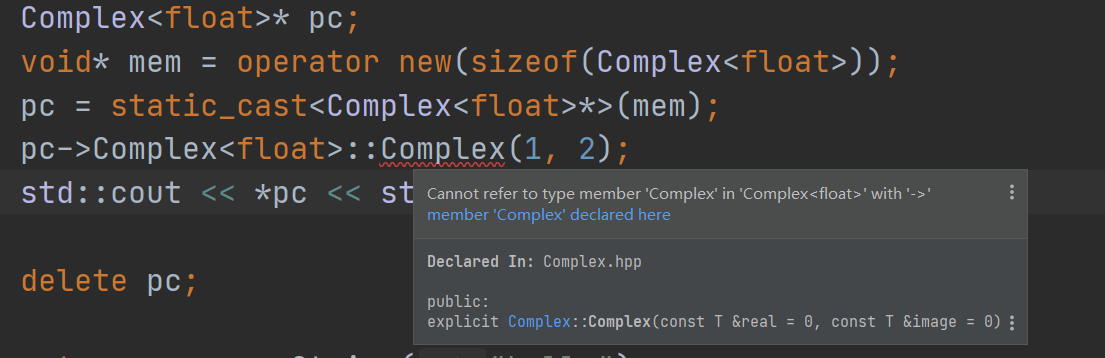 Complex<float>* pc;
void* mem = operator new(sizeof(Complex<float>));
pc = static_cast<Complex<float>*>(mem);
pc->Complex<float>::Complex(1, 2);
std::cout << *pc << st
Cannot refer to type member 'Complex' in 'Complex<float>' with '->'
member 'Complex' declared here
Declared In: Complex.hpp
public:
explicit Complex::Complex(const T &real = 0, const T &image = 0)
delete pc;